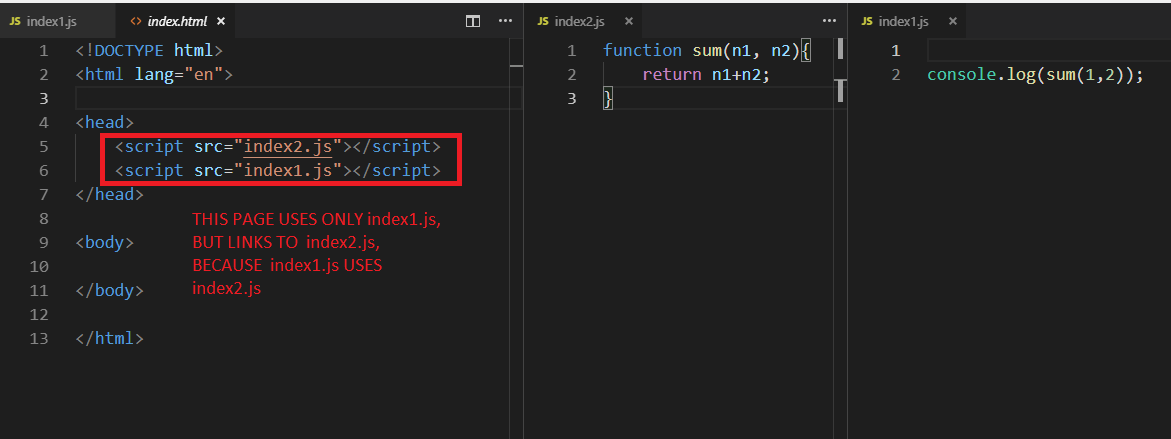 JS index1.js
<> index.html ×
1 <!DOCTYPE html>
2 <html lang="en">
3
4 <head>
5 <script src="index2.js"></script>
6 <script src="index1.js"></script>
7 </head>
8
9 <body>
10
11 </body>
12
13 </html>
THIS PAGE USES ONLY index1.js,
BUT LINKS TO index2.js,
BECAUSE index1.js USES
index2.js
JS index2.js ×
1 function sum(n1, n2){
2 return n1+n2;
3 }
JS index1.js ×
1
2 console.log(sum(1,2));